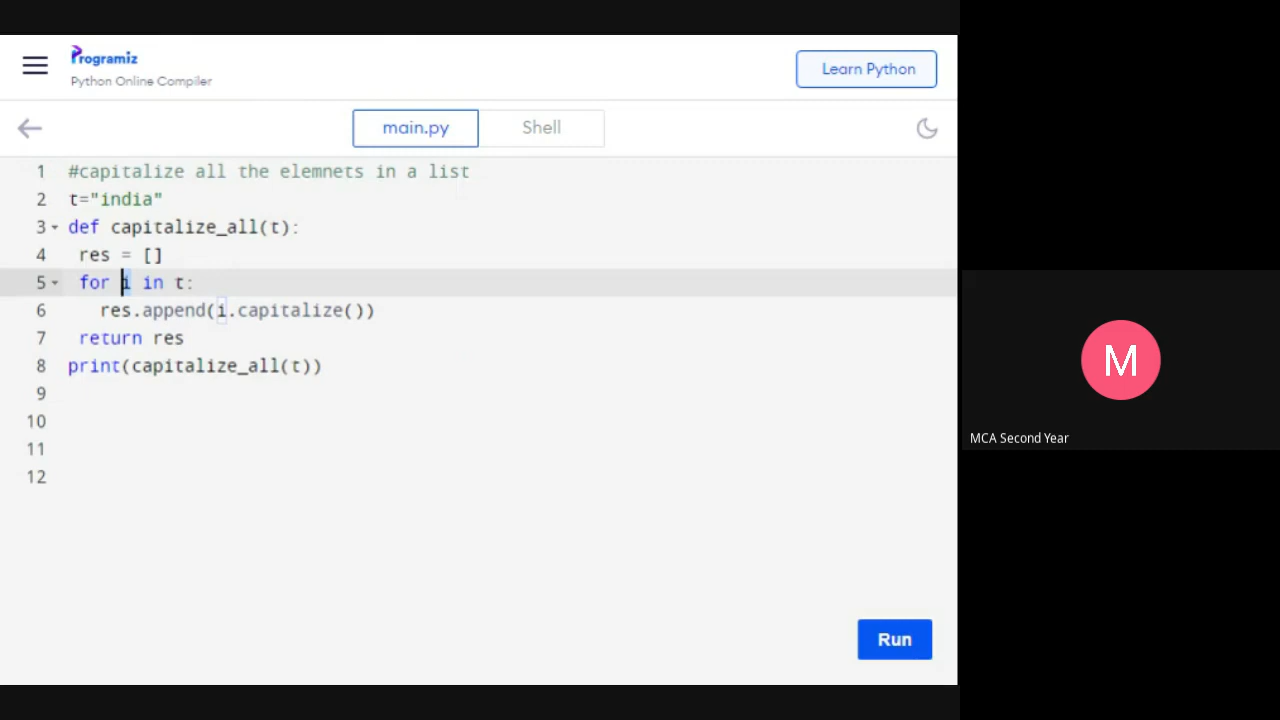 Programiz
Python Online Compiler
Learn Python
main.py
Shell
1 #capitalize all the elemnets in a list
2 t="india"
3 def capitalize_all(t):
4 res = []
5 for i in t:
6 res.append(i.capitalize())
7 return res
8 print(capitalize_all(t))
9
10
11
12
Run
M
MCA Second Year